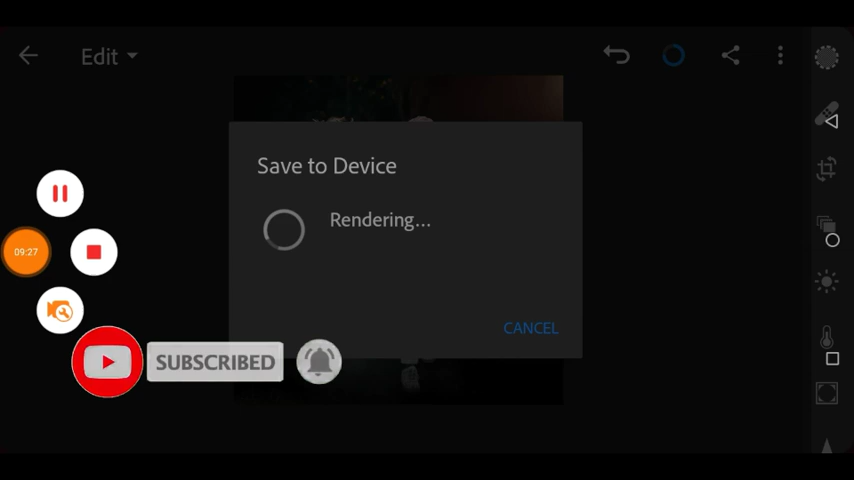 Edit
Save to Device
Rendering...
09:27
CANCEL
SUBSCRIBED